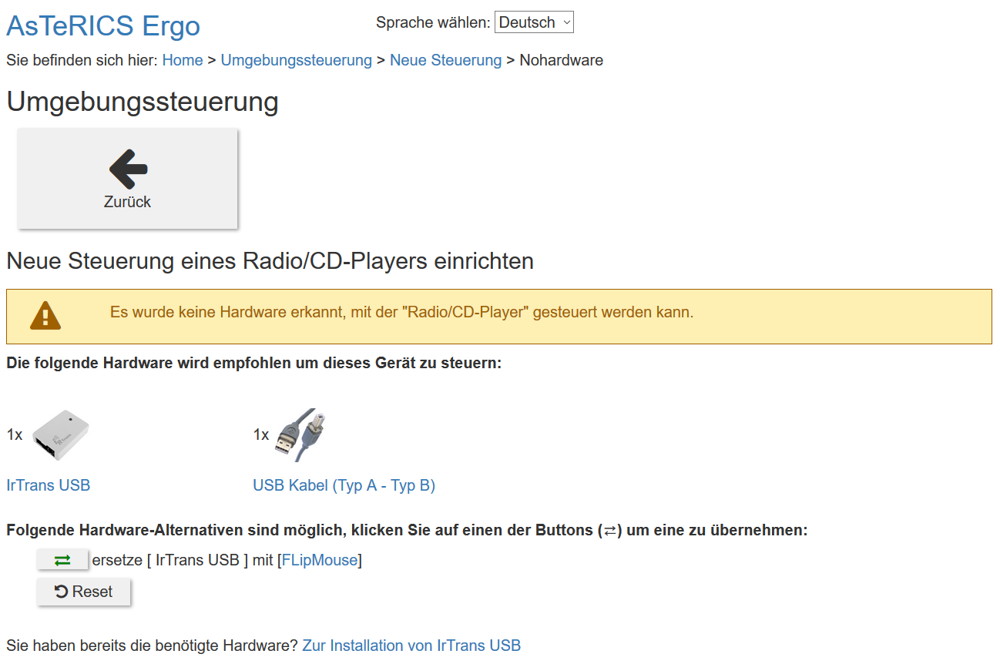 AsTeRICS Ergo
Sprache wählen: Deutsch
Sie befinden sich hier: Home > Umgebungssteuerung > Neue Steuerung > Nohardware
Umgebungssteuerung
Zurück
Neue Steuerung eines Radio/CD-Players einrichten
Es wurde keine Hardware erkannt, mit der "Radio/CD-Player" gesteuert werden kann.
Die folgende Hardware wird empfohlen um dieses Gerät zu steuern:
1x
1x
IrTrans USB
USB Kabel (Typ A - Typ B)
Folgende Hardware-Alternativen sind möglich, klicken Sie auf einen der Buttons (⇄) um eine zu übernehmen:
ersetze [ IrTrans USB ] mit [FLipMouse]
Reset
Sie haben bereits die benötigte Hardware? Zur Installation von IrTrans USB